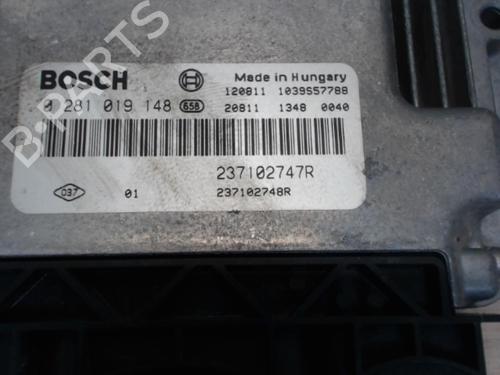 B-PARTS
BOSCH
Made in Hungary
120811 1039S57788
0 281 019 148 658
20811 1348 0040
237102747R
037 01 237102748R